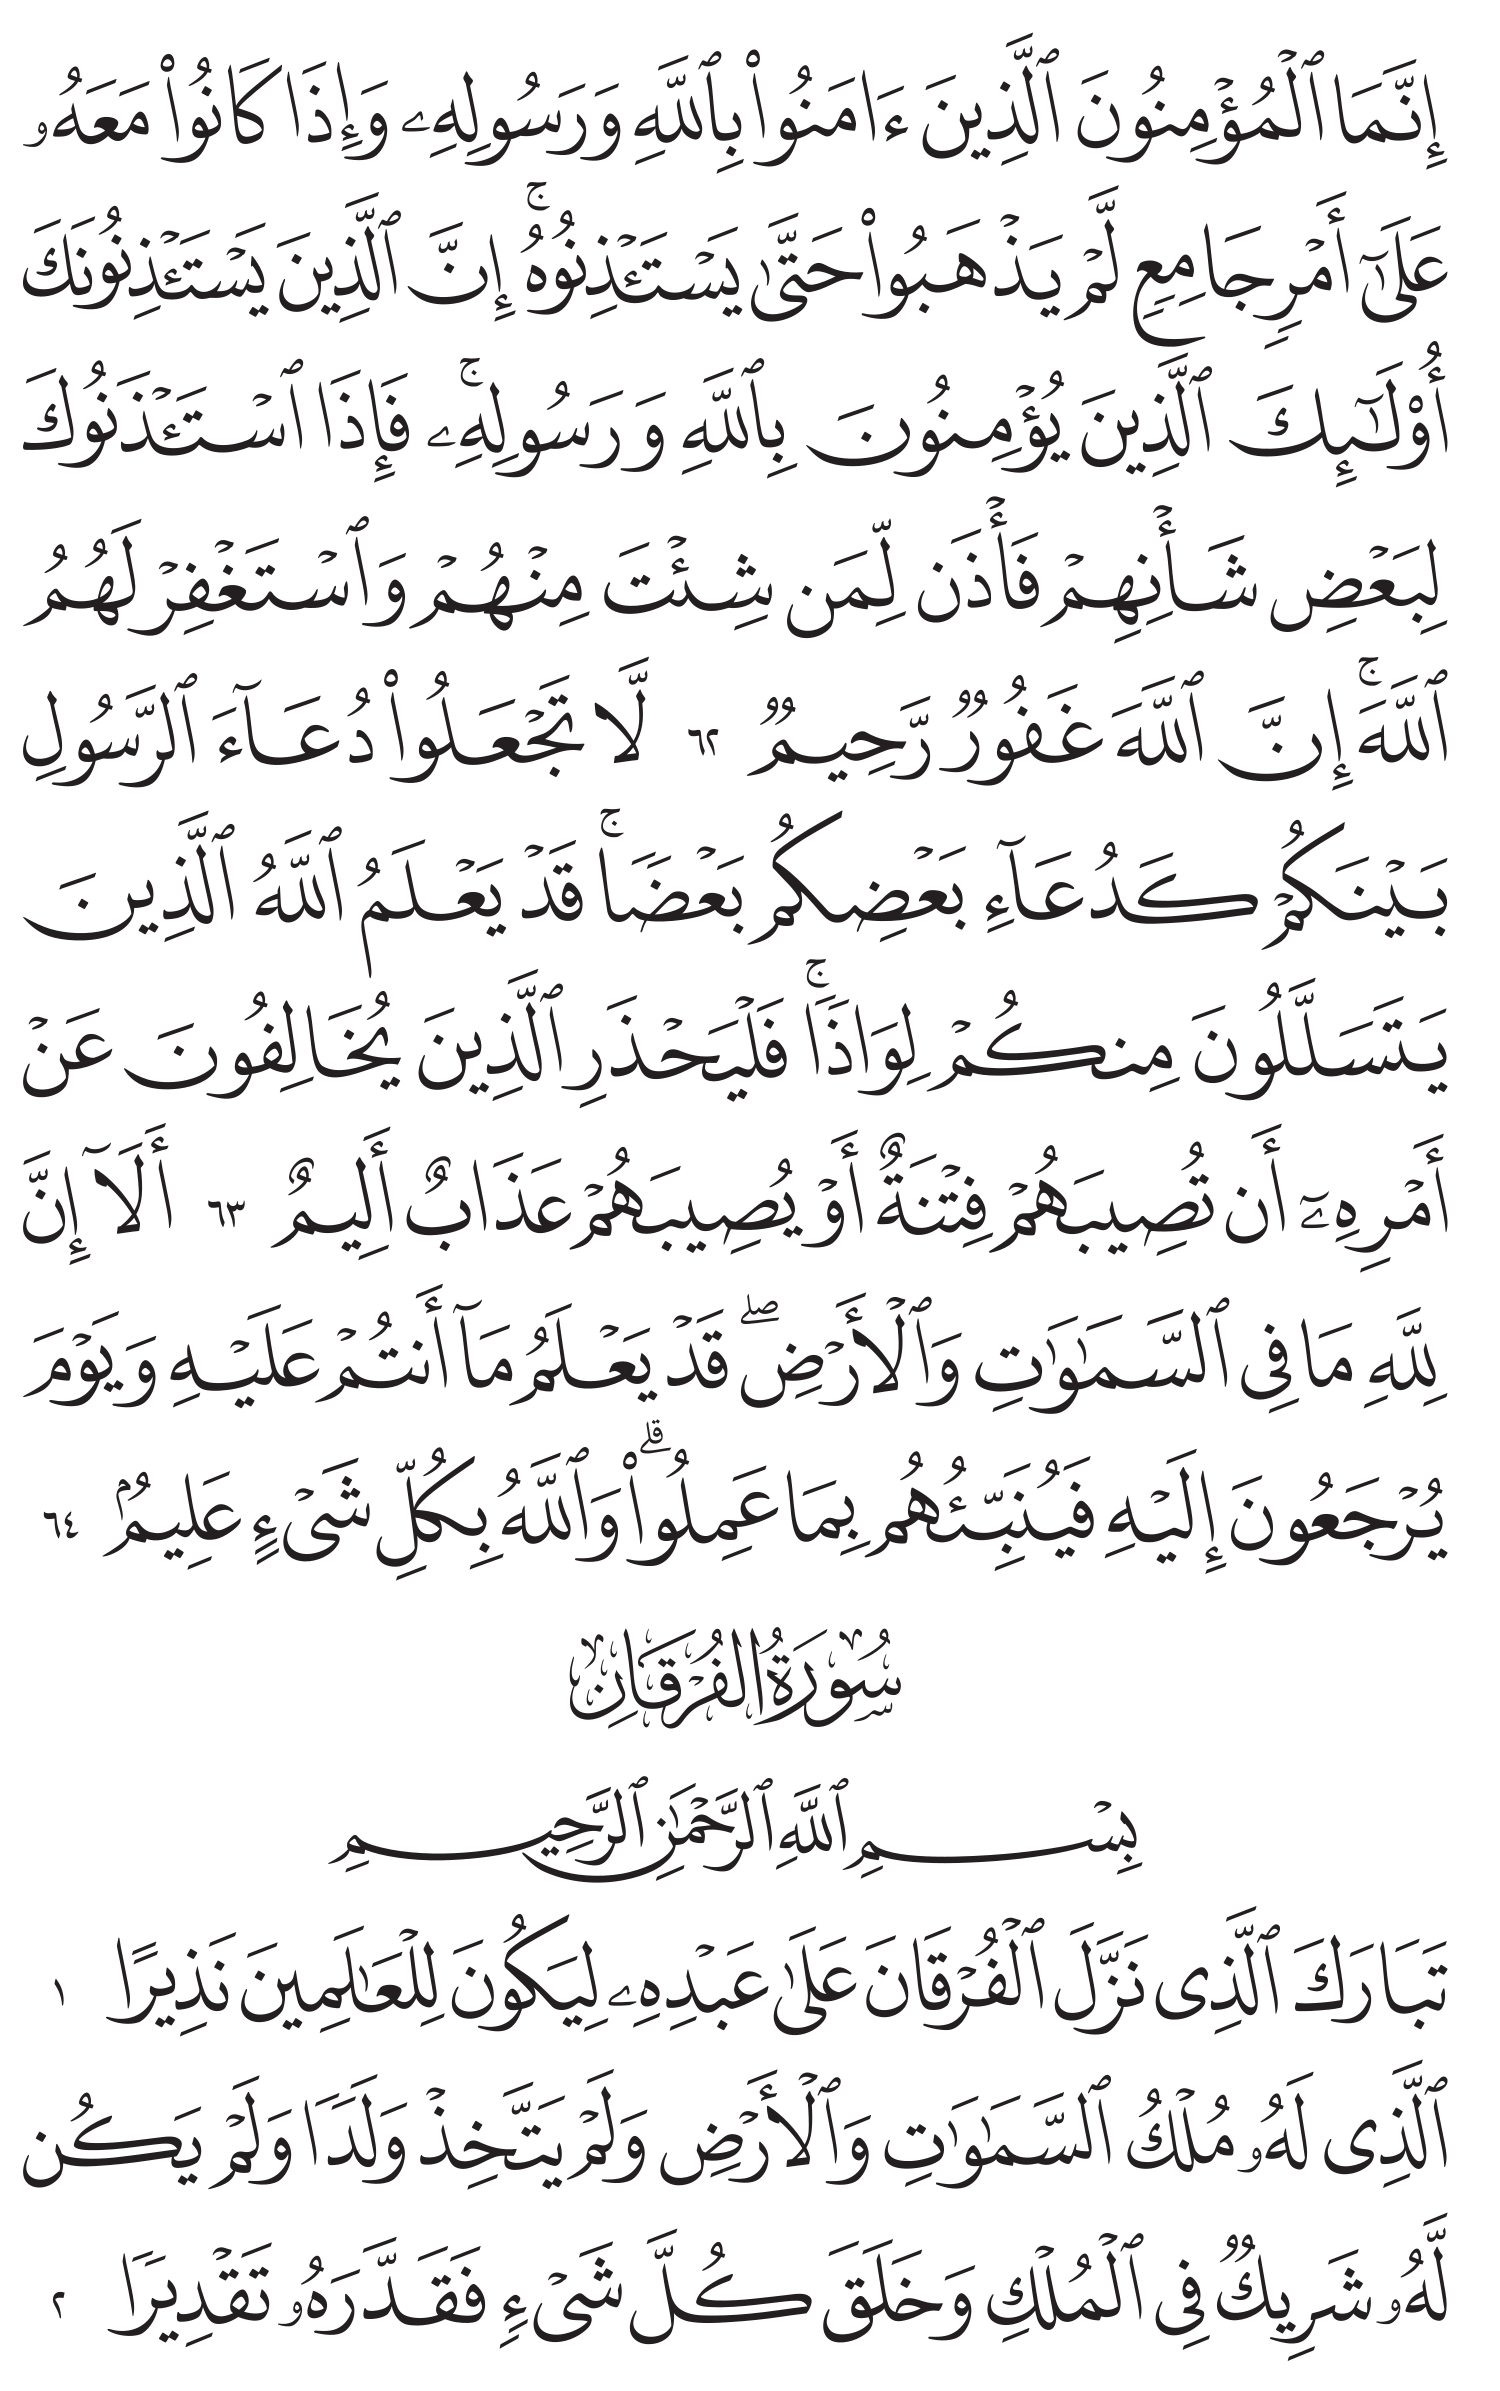 إِنَّمَا ٱلْمُؤْمِنُونَ ٱلَّذِينَ ءَامَنُوا۟ بِٱللَّهِ وَرَسُولِهِۦ وَإِذَا كَانُوا۟ مَعَهُۥ
عَلَىٰٓ أَمْرٍ جَامِعٍ لَّمْ يَذْهَبُوا۟ حَتَّىٰ يَسْتَـْٔذِنُوهُ ۚ إِنَّ ٱلَّذِينَ يَسْتَـْٔذِنُونَكَ
أُو۟لَـٰٓئِكَ ٱلَّذِينَ يُؤْمِنُونَ بِٱللَّهِ وَرَسُولِهِۦ ۚ فَإِذَا ٱسْتَـْٔذَنُوكَ
لِبَعْضِ شَأْنِهِمْ فَأْذَن لِّمَن شِئْتَ مِنْهُمْ وَٱسْتَغْفِرْ لَهُمُ
ٱللَّهَ ۚ إِنَّ ٱللَّهَ غَفُورٌ رَّحِيمٌ ٦٢ لَّا تَجْعَلُوا۟ دُعَآءَ ٱلرَّسُولِ
بَيْنَكُمْ كَدُعَآءِ بَعْضِكُم بَعْضًا ۚ قَدْ يَعْلَمُ ٱللَّهُ ٱلَّذِينَ
يَتَسَلَّلُونَ مِنكُمْ لِوَاذًا ۚ فَلْيَحْذَرِ ٱلَّذِينَ يُخَالِفُونَ عَنْ
أَمْرِهِۦٓ أَن تُصِيبَهُمْ فِتْنَةٌ أَوْ يُصِيبَهُمْ عَذَابٌ أَلِيمٌ ٦٣ أَلَآ إِنَّ
لِلَّهِ مَا فِى ٱلسَّمَـٰوَٰتِ وَٱلْأَرْضِ ۖ قَدْ يَعْلَمُ مَآ أَنتُمْ عَلَيْهِ وَيَوْمَ
يُرْجَعُونَ إِلَيْهِ فَيُنَبِّئُهُم بِمَا عَمِلُوا۟ ۗ وَٱللَّهُ بِكُلِّ شَىْءٍ عَلِيمٌۢ ٦٤
سُورَةُ الفُرْقَانِ
بِسْمِ ٱللَّهِ ٱلرَّحْمَـٰنِ ٱلرَّحِيمِ
تَبَارَكَ ٱلَّذِى نَزَّلَ ٱلْفُرْقَانَ عَلَىٰ عَبْدِهِۦ لِيَكُونَ لِلْعَـٰلَمِينَ نَذِيرًا ١
ٱلَّذِى لَهُۥ مُلْكُ ٱلسَّمَـٰوَٰتِ وَٱلْأَرْضِ وَلَمْ يَتَّخِذْ وَلَدًا وَلَمْ يَكُن
لَّهُۥ شَرِيكٌ فِى ٱلْمُلْكِ وَخَلَقَ كُلَّ شَىْءٍ فَقَدَّرَهُۥ تَقْدِيرًا ٢